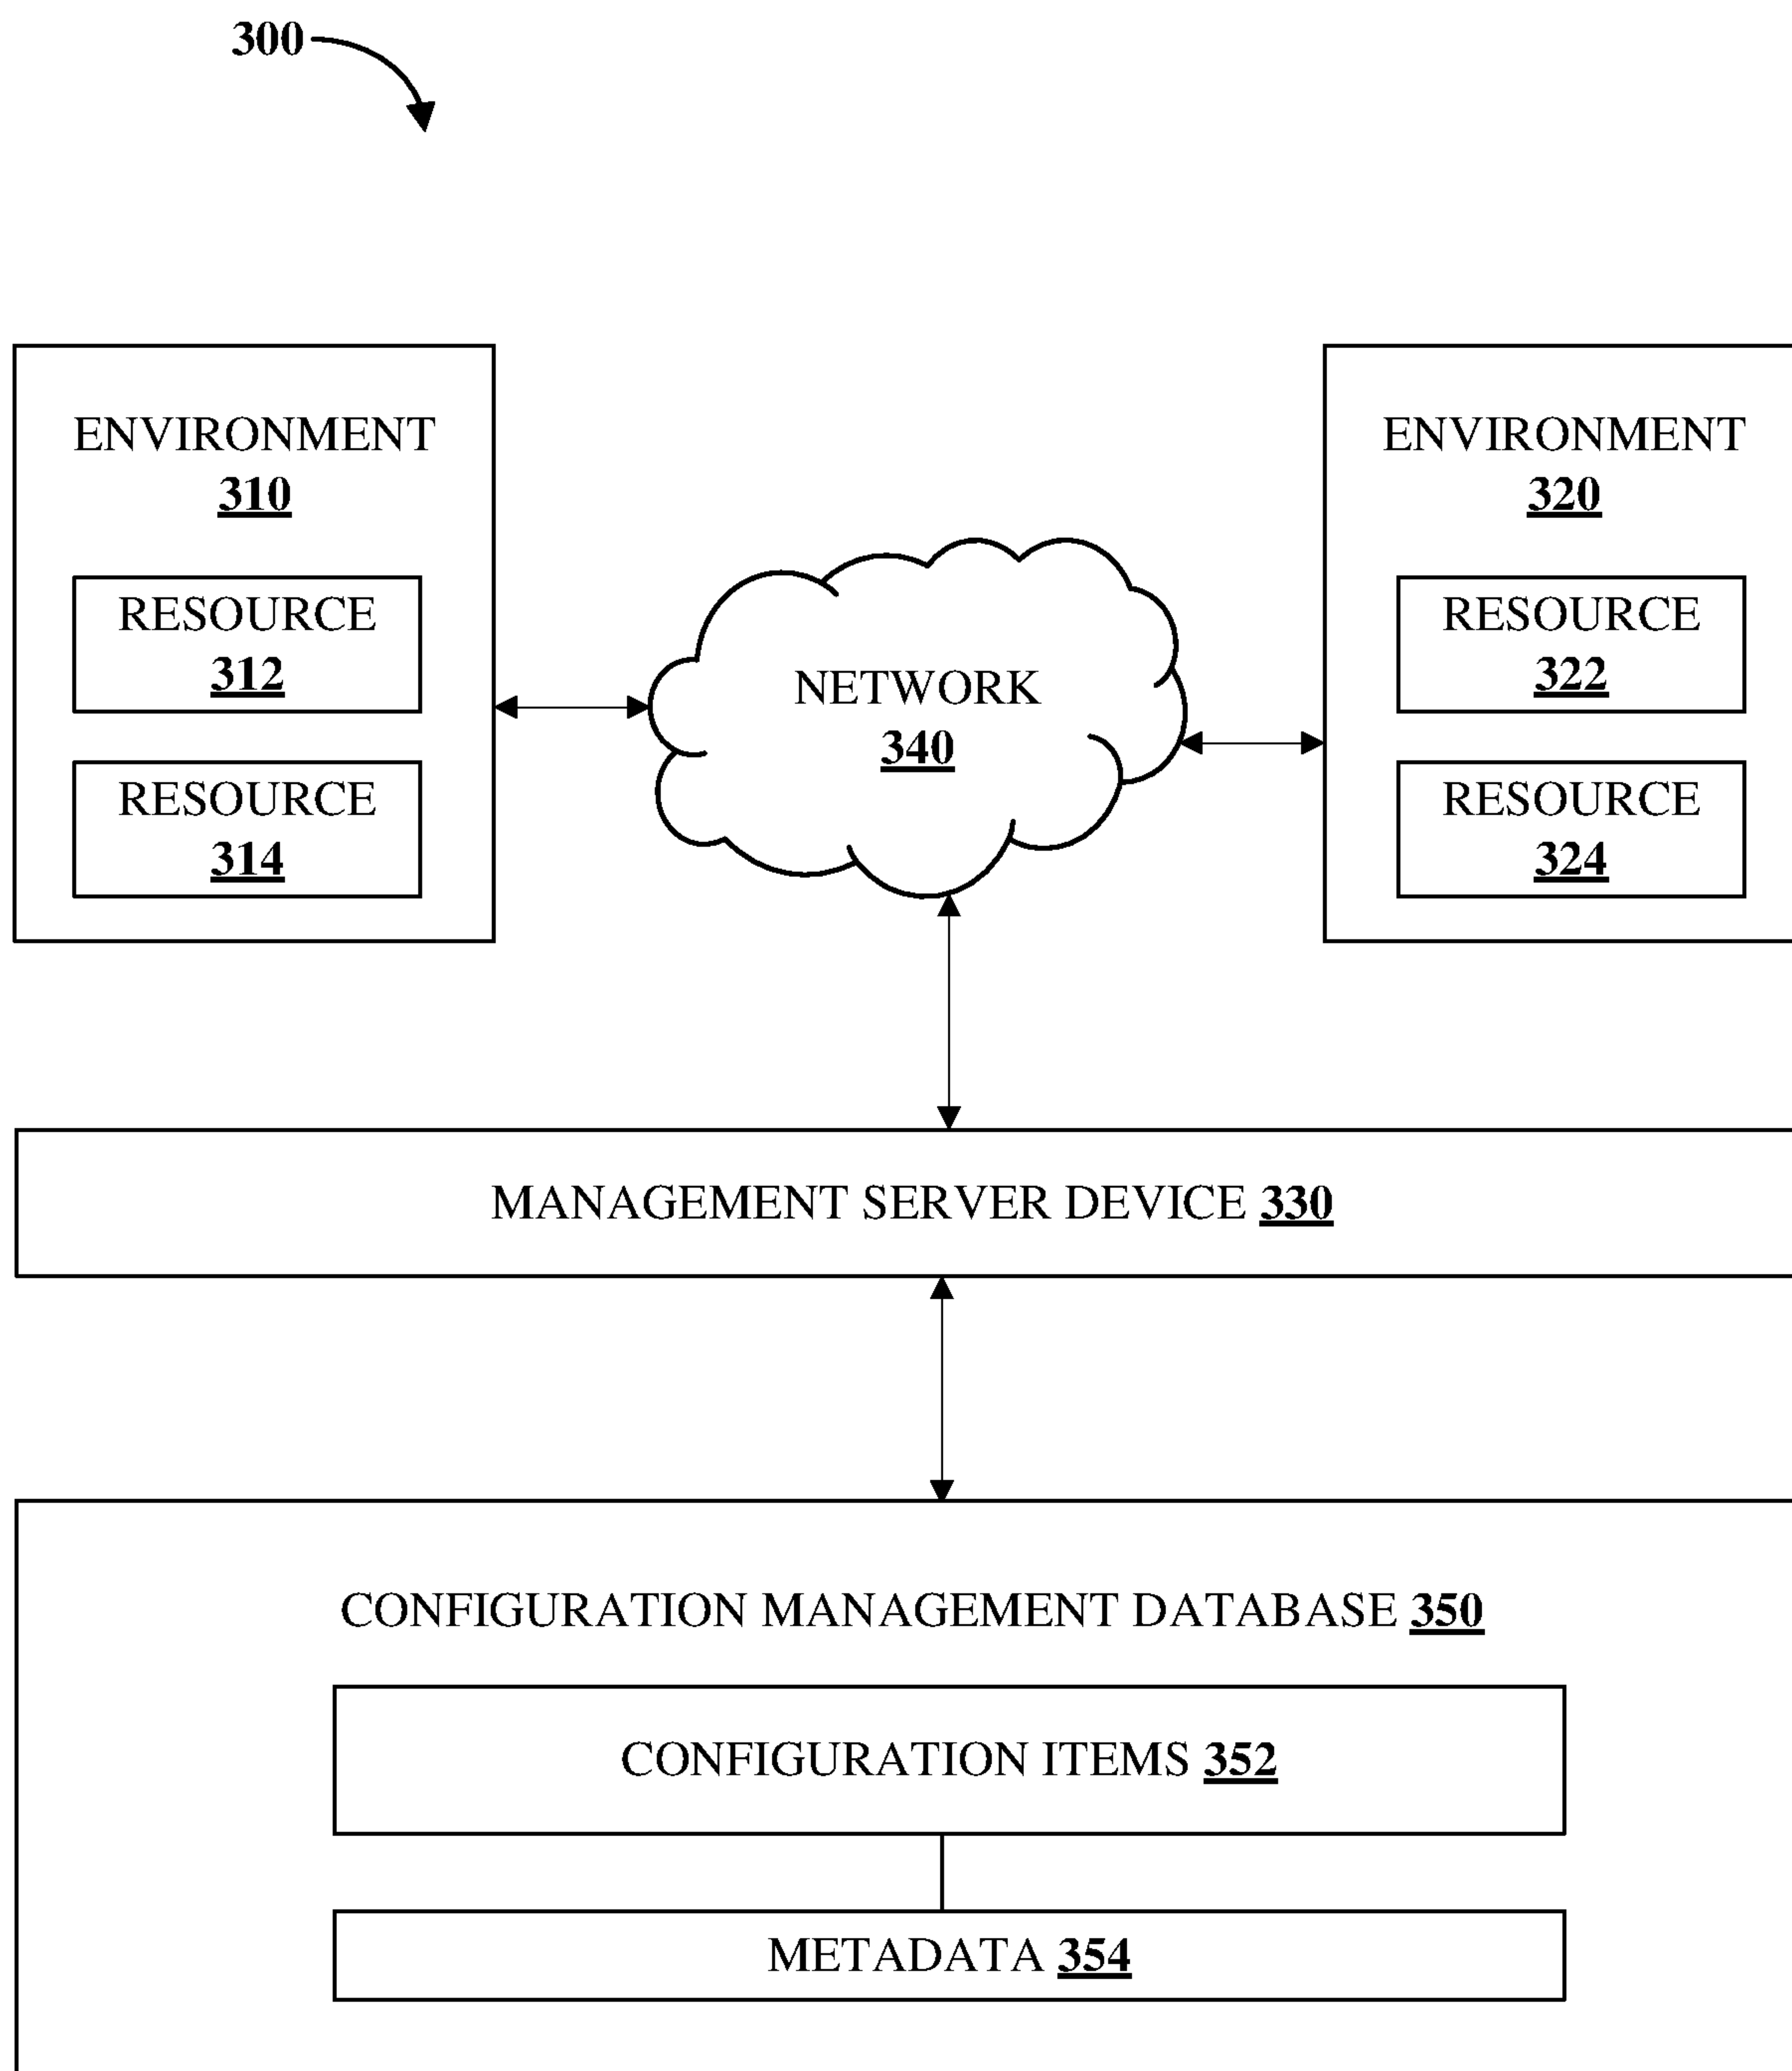 300
ENVIRONMENT
310
RESOURCE
312
RESOURCE
314
NETWORK
340
ENVIRONMENT
320
RESOURCE
322
RESOURCE
324
MANAGEMENT SERVER DEVICE 330
CONFIGURATION MANAGEMENT DATABASE 350
CONFIGURATION ITEMS 352
METADATA 354